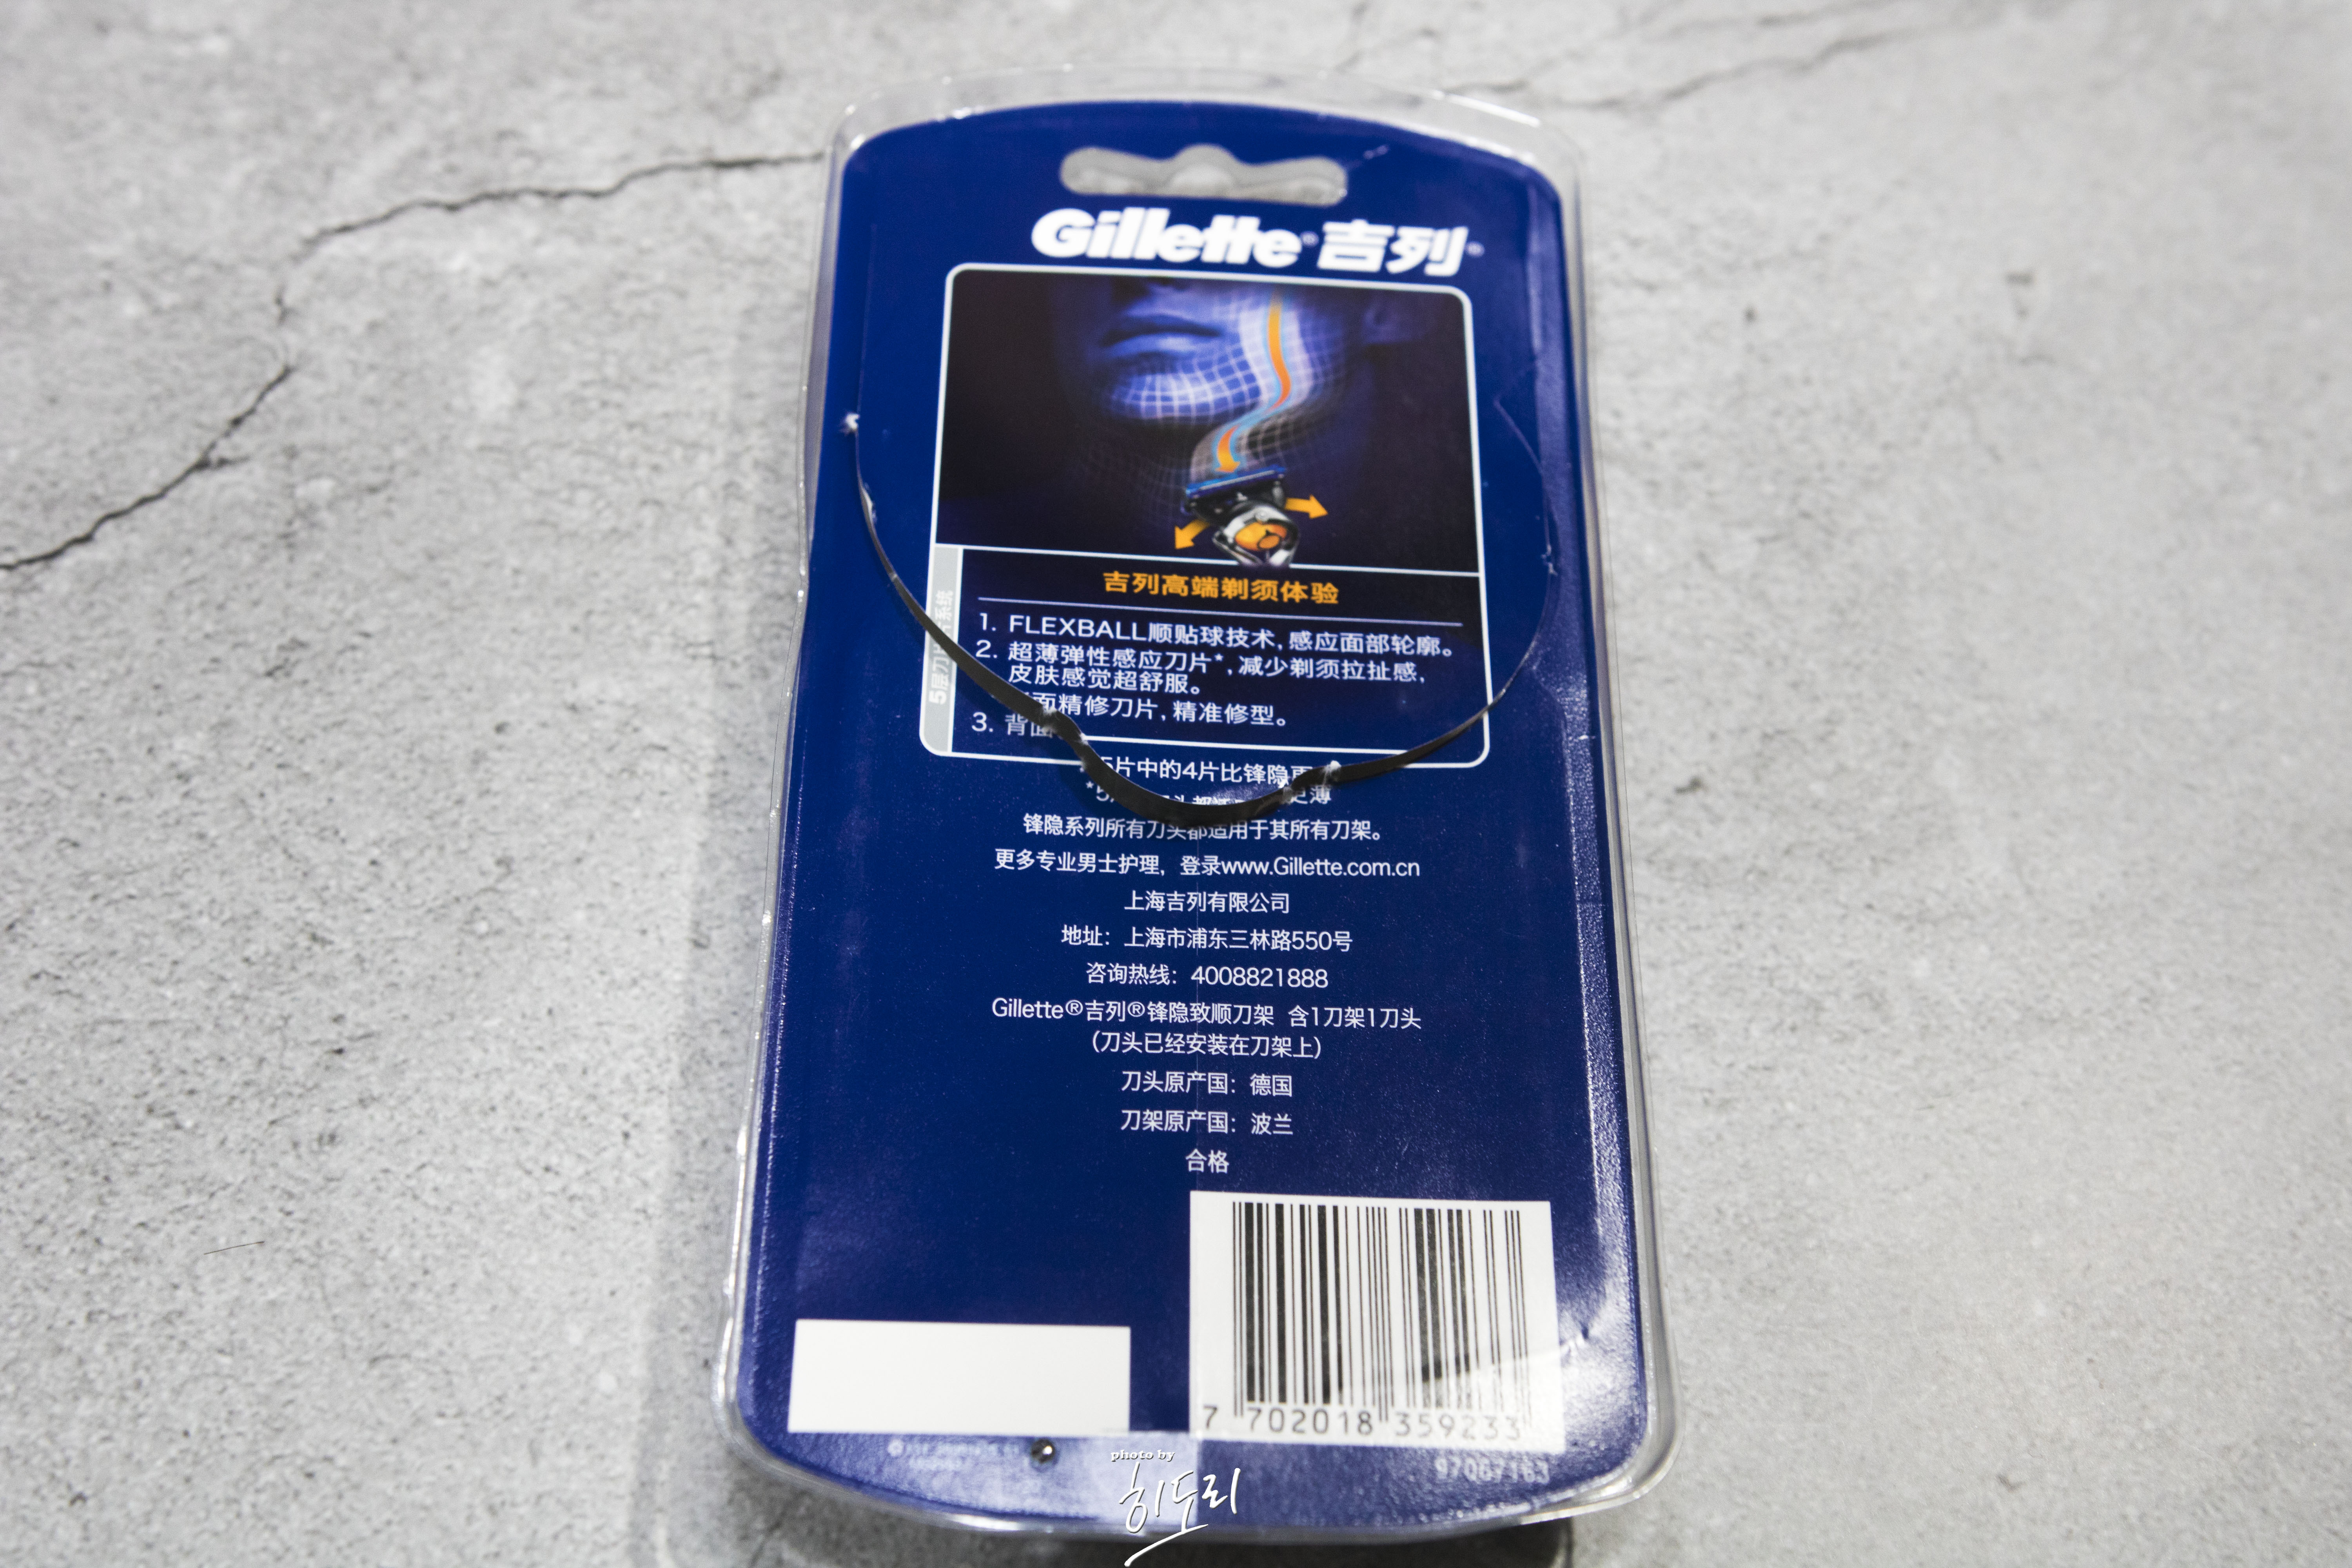 Gillette® 吉列®
吉列高端剃须体验
1. FLEXBALL顺贴球技术,感应面部轮廓。
2. 超薄弹性感应刀片*,减少剃须拉扯感,
皮肤感觉超舒服。
3. 背面精修刀片,精准修型。
5层刀片系统
片中的4片比锋隐更薄
锋隐系列所有刀头都适用于其所有刀架。
更多专业男士护理，登录www.Gillette.com.cn
上海吉列有限公司
地址：上海市浦东三林路550号
咨询热线：4008821888
Gillette®吉列®锋隐致顺刀架 含1刀架1刀头
（刀头已经安装在刀架上）
刀头原产国：德国
刀架原产国：波兰
合格
7 702018 359233
97067163
photo by
히도리